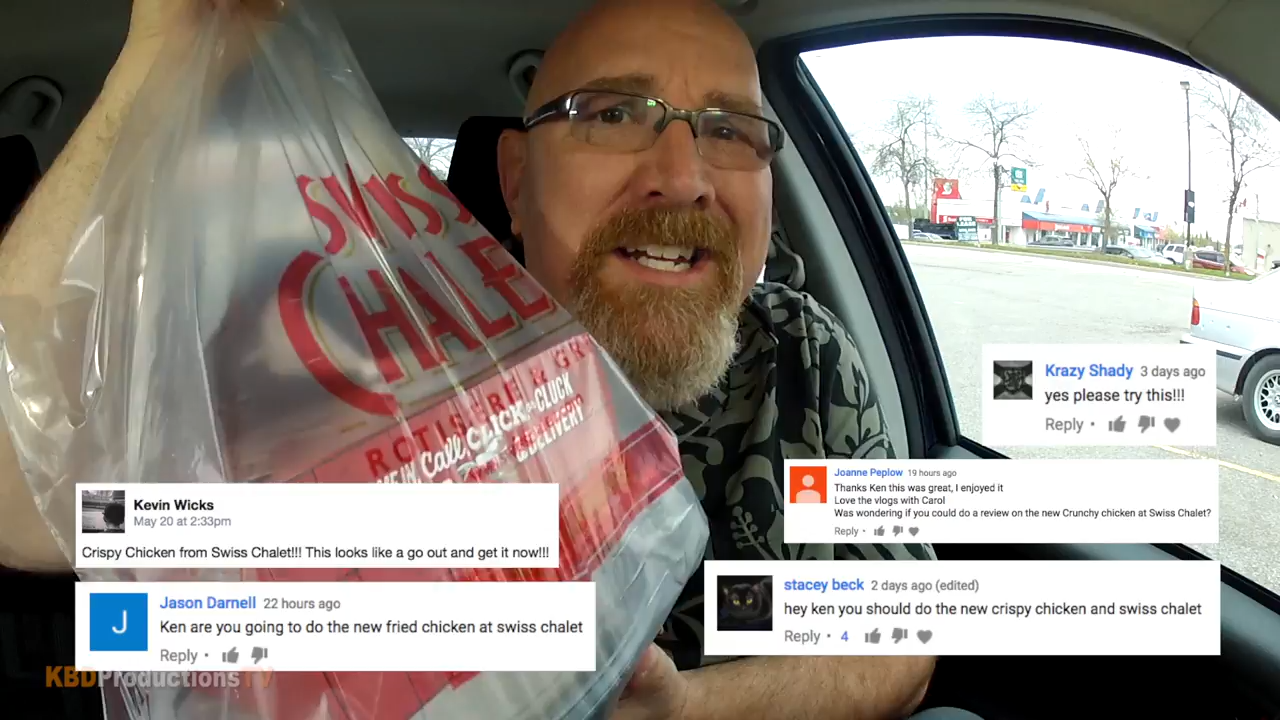 SWISS
CHALE
ROTISSERIE & GR
Call, CLICK or CLUCK
& DELIVERY
Krazy Shady 3 days ago
yes please try this!!!
Reply •
Joanne Peplow 19 hours ago
Thanks Ken this was great, I enjoyed it
Love the vlogs with Carol
Was wondering if you could do a review on the new Crunchy chicken at Swiss Chalet?
Reply •
Kevin Wicks
May 20 at 2:33pm
Crispy Chicken from Swiss Chalet!!! This looks like a go out and get it now!!!
stacey beck 2 days ago (edited)
hey ken you should do the new crispy chicken and swiss chalet
Reply • 4
J
Jason Darnell 22 hours ago
Ken are you going to do the new fried chicken at swiss chalet
Reply •
KBDProductionsTV